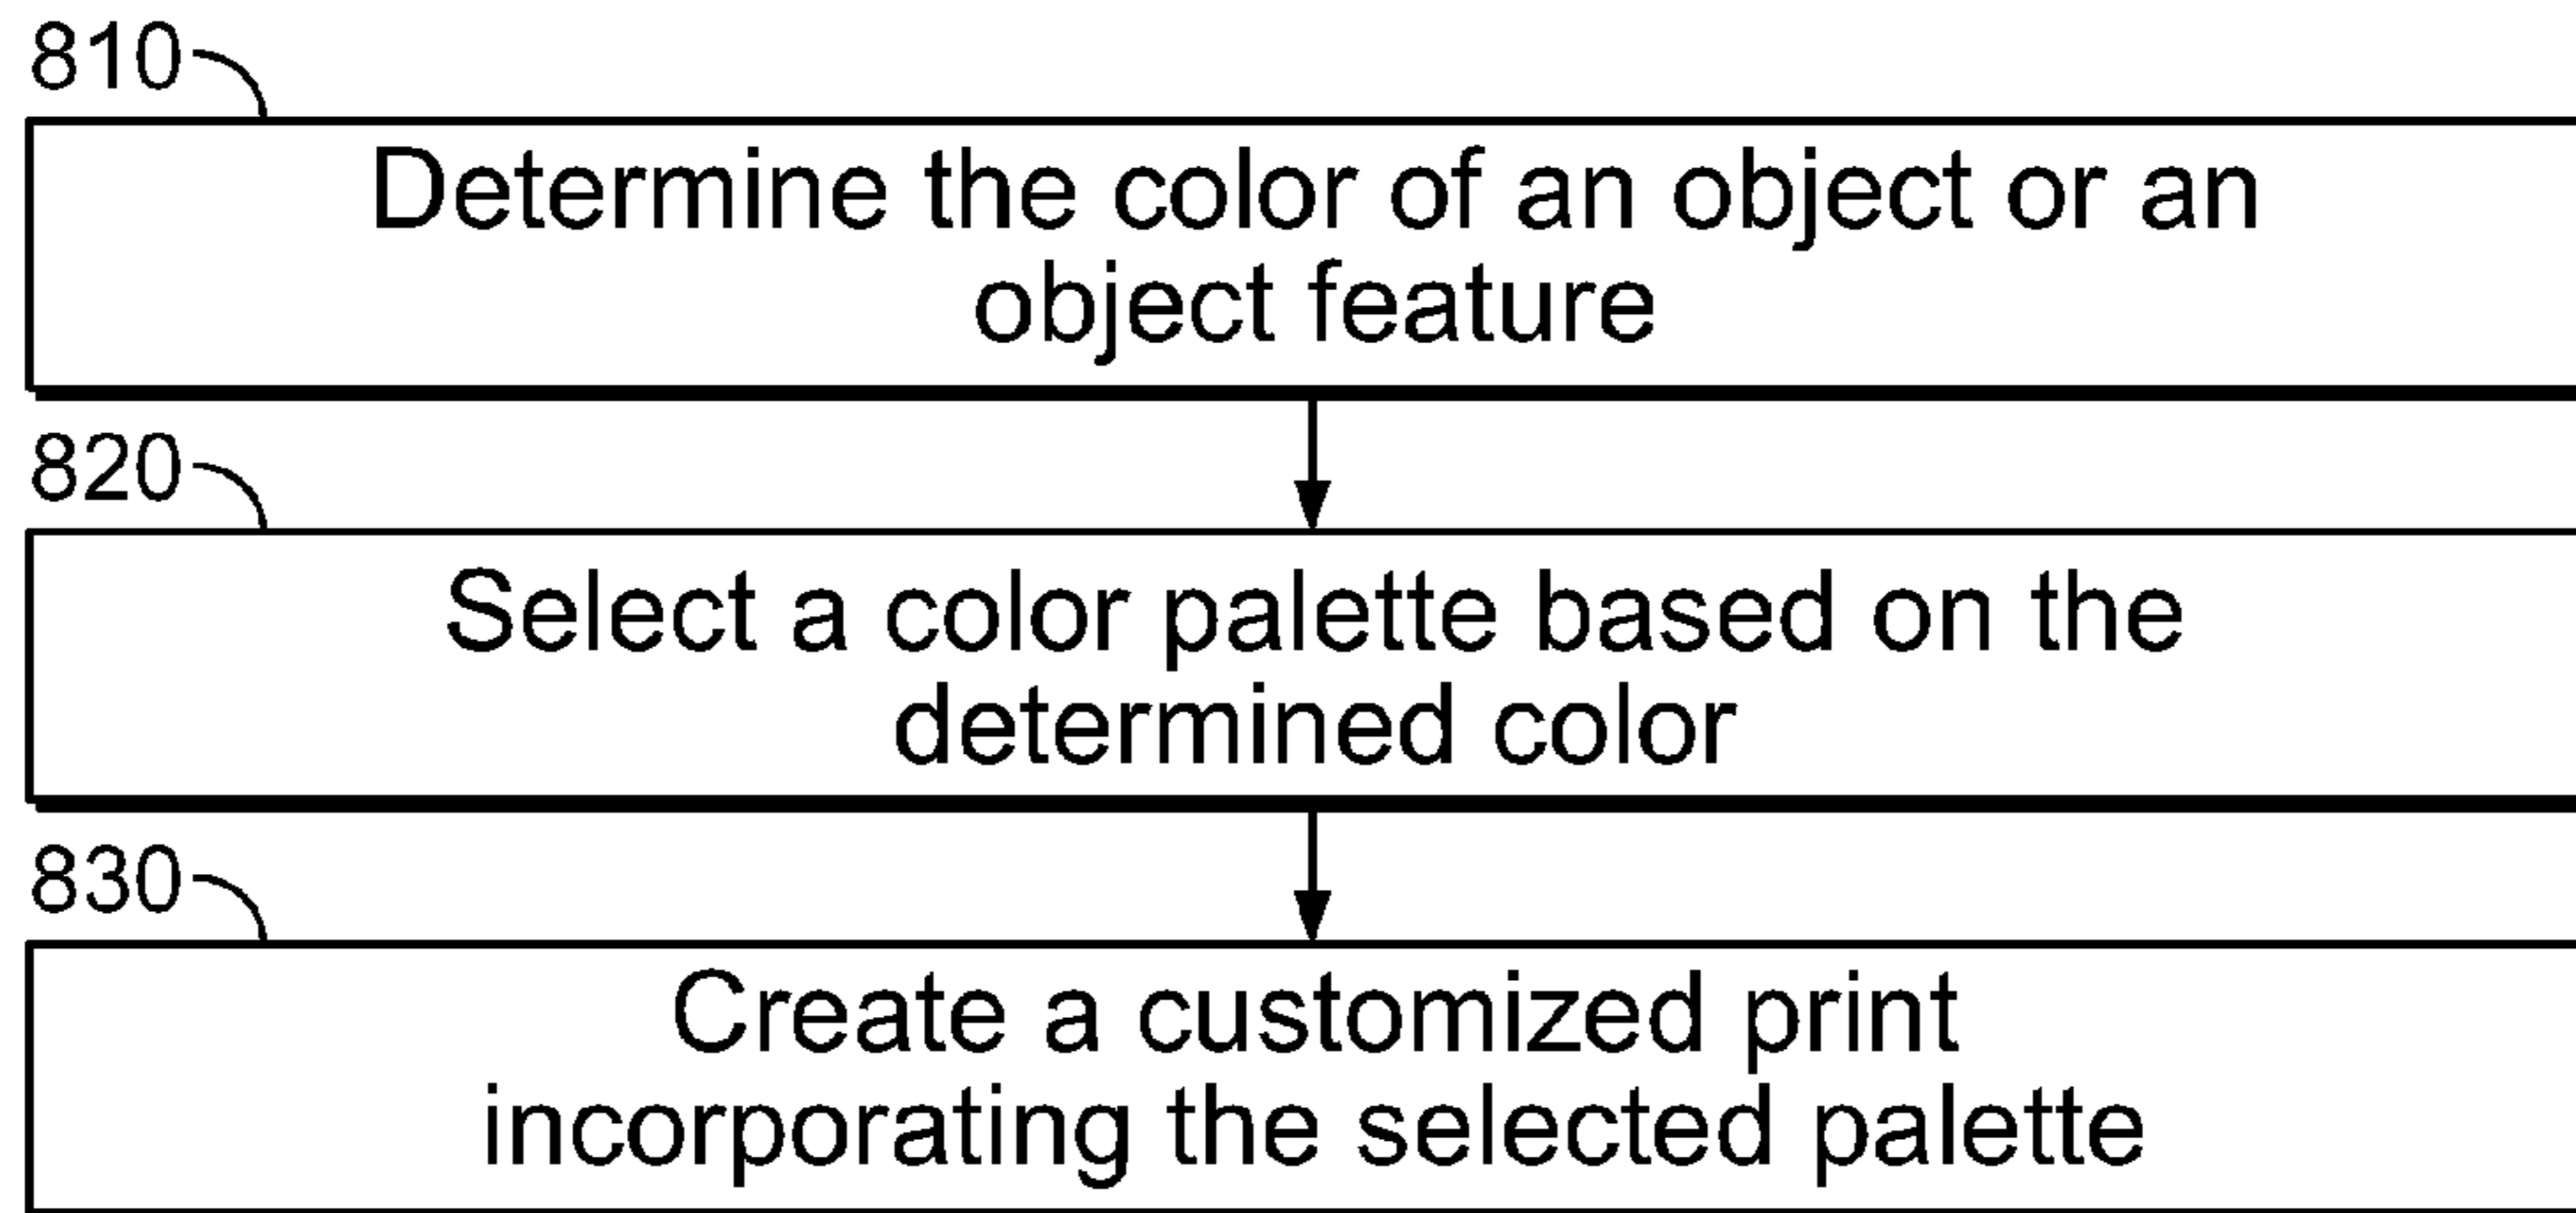 810
Determine the color of an object or an
object feature
820
Select a color palette based on the
determined color
830
Create a customized print
incorporating the selected palette